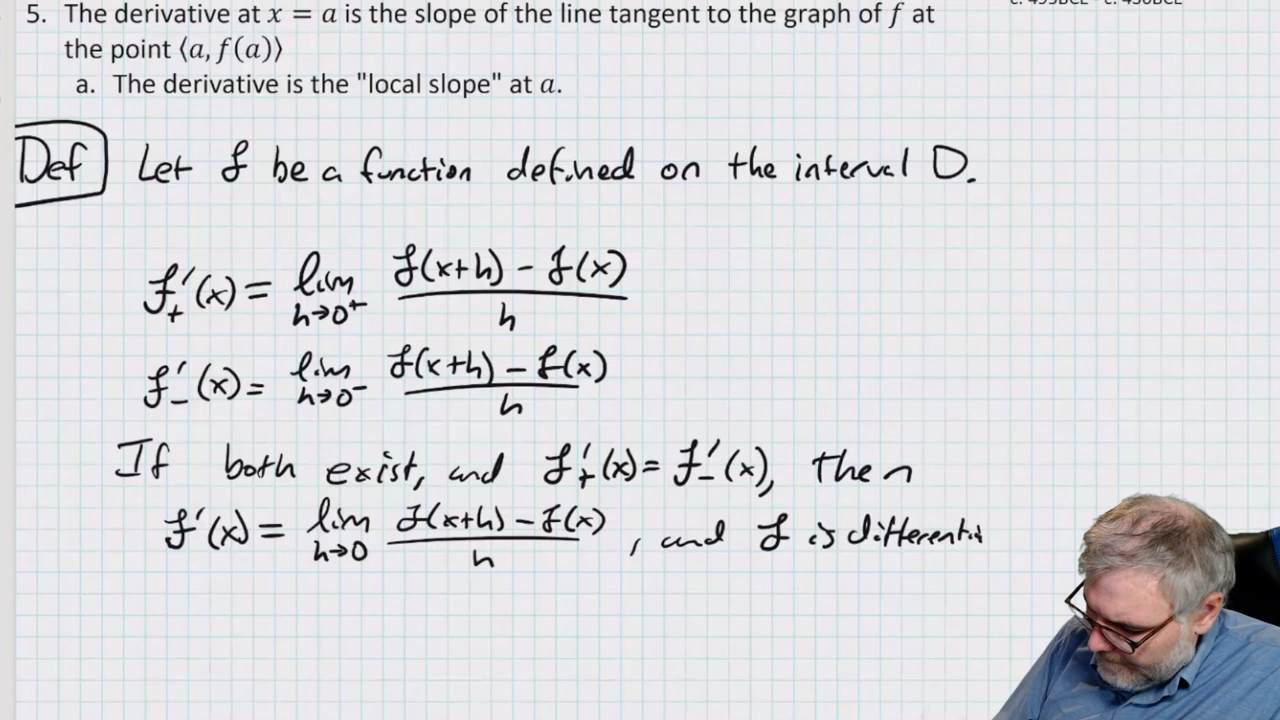 5. The derivative at x = a is the slope of the line tangent to the graph of f at
the point ⟨a, f(a)⟩
a. The derivative is the "local slope" at a.
Def Let f be a function defined on the interval D.
f₊′(x) = lim h→0⁺ f(x+h) − f(x) / h
f₋′(x) = lim h→0⁻ f(x+h) − f(x) / h
If both exist, and f₊′(x) = f₋′(x), then
f′(x) = lim h→0 f(x+h) − f(x) / h , and f is differenti